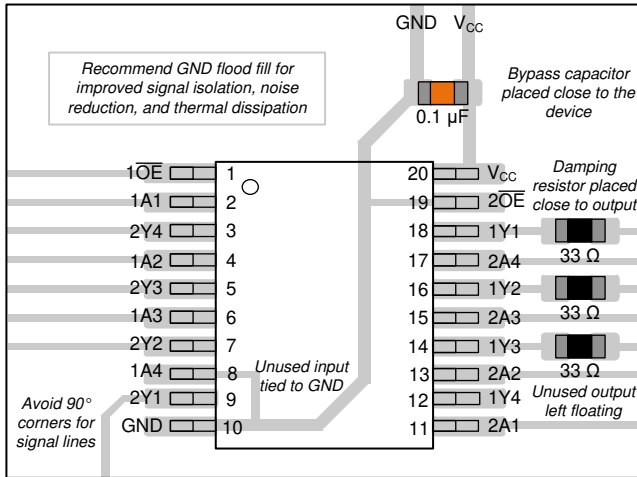 GND VCC
Recommend GND flood fill for
improved signal isolation, noise
reduction, and thermal dissipation
Bypass capacitor
placed close to the
device
0.1 µF
1O̅E̅ 1 20 VCC
1A1 2 19 2O̅E̅
2Y4 3 18 1Y1
1A2 4 17 2A4
2Y3 5 16 1Y2
1A3 6 15 2A3
2Y2 7 14 1Y3
1A4 8 13 2A2
2Y1 9 12 1Y4
GND 10 11 2A1
Damping
resistor placed
close to output
33 Ω
33 Ω
33 Ω
Unused input
tied to GND
Unused output
left floating
Avoid 90°
corners for
signal lines